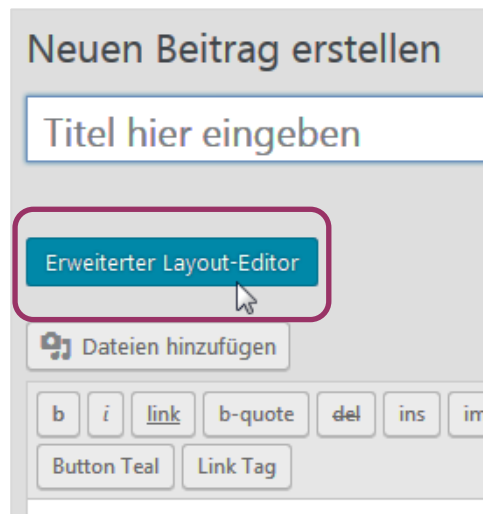 Neuen Beitrag erstellen
Titel hier eingeben
Erweiterter Layout-Editor
Dateien hinzufügen
b i link b-quote del ins im
Button Teal Link Tag